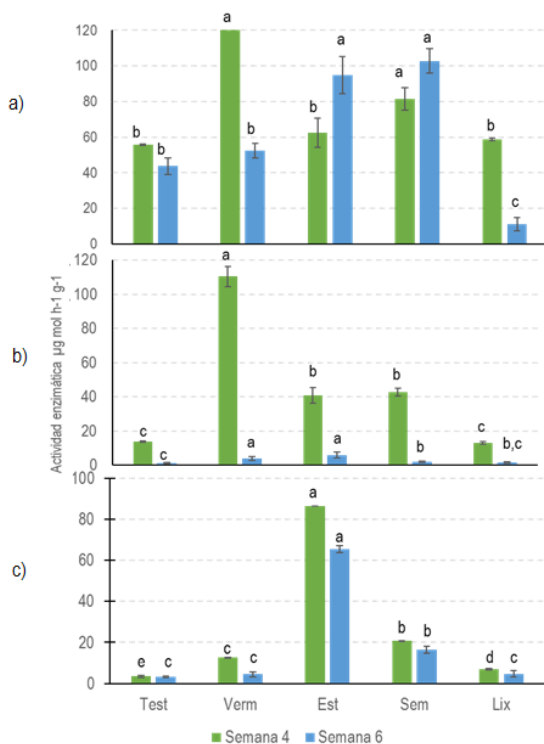 a)
120
100
80
60
40
20
0
b
b
a
b
b
a
a
a
b
c
Actividad enzimática µg mol h-1 g-1
b)
120
100
80
60
40
20
0
c
c
a
a
b
a
b
b
c
b,c
c)
100
80
60
40
20
0
e
c
c
c
a
a
b
b
d
c
Test Verm Est Sem Lix
Semana 4 Semana 6